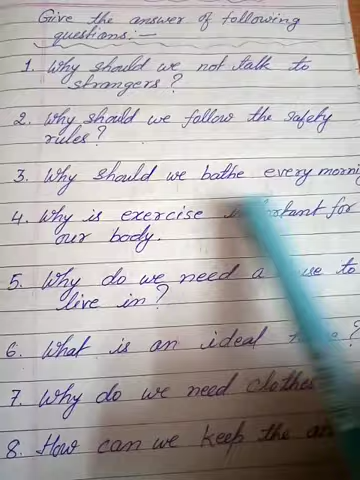 Give the answer of following
questions:—
1. Why should we not talk to
strangers?
2. Why should we follow the safety
rules?
3. Why should we bathe every
4. Why is exercise for
our body.
5. Why do we need a to
live in?
6. What is an ideal ?
7. Why do we need clothes
8. How can we keep the